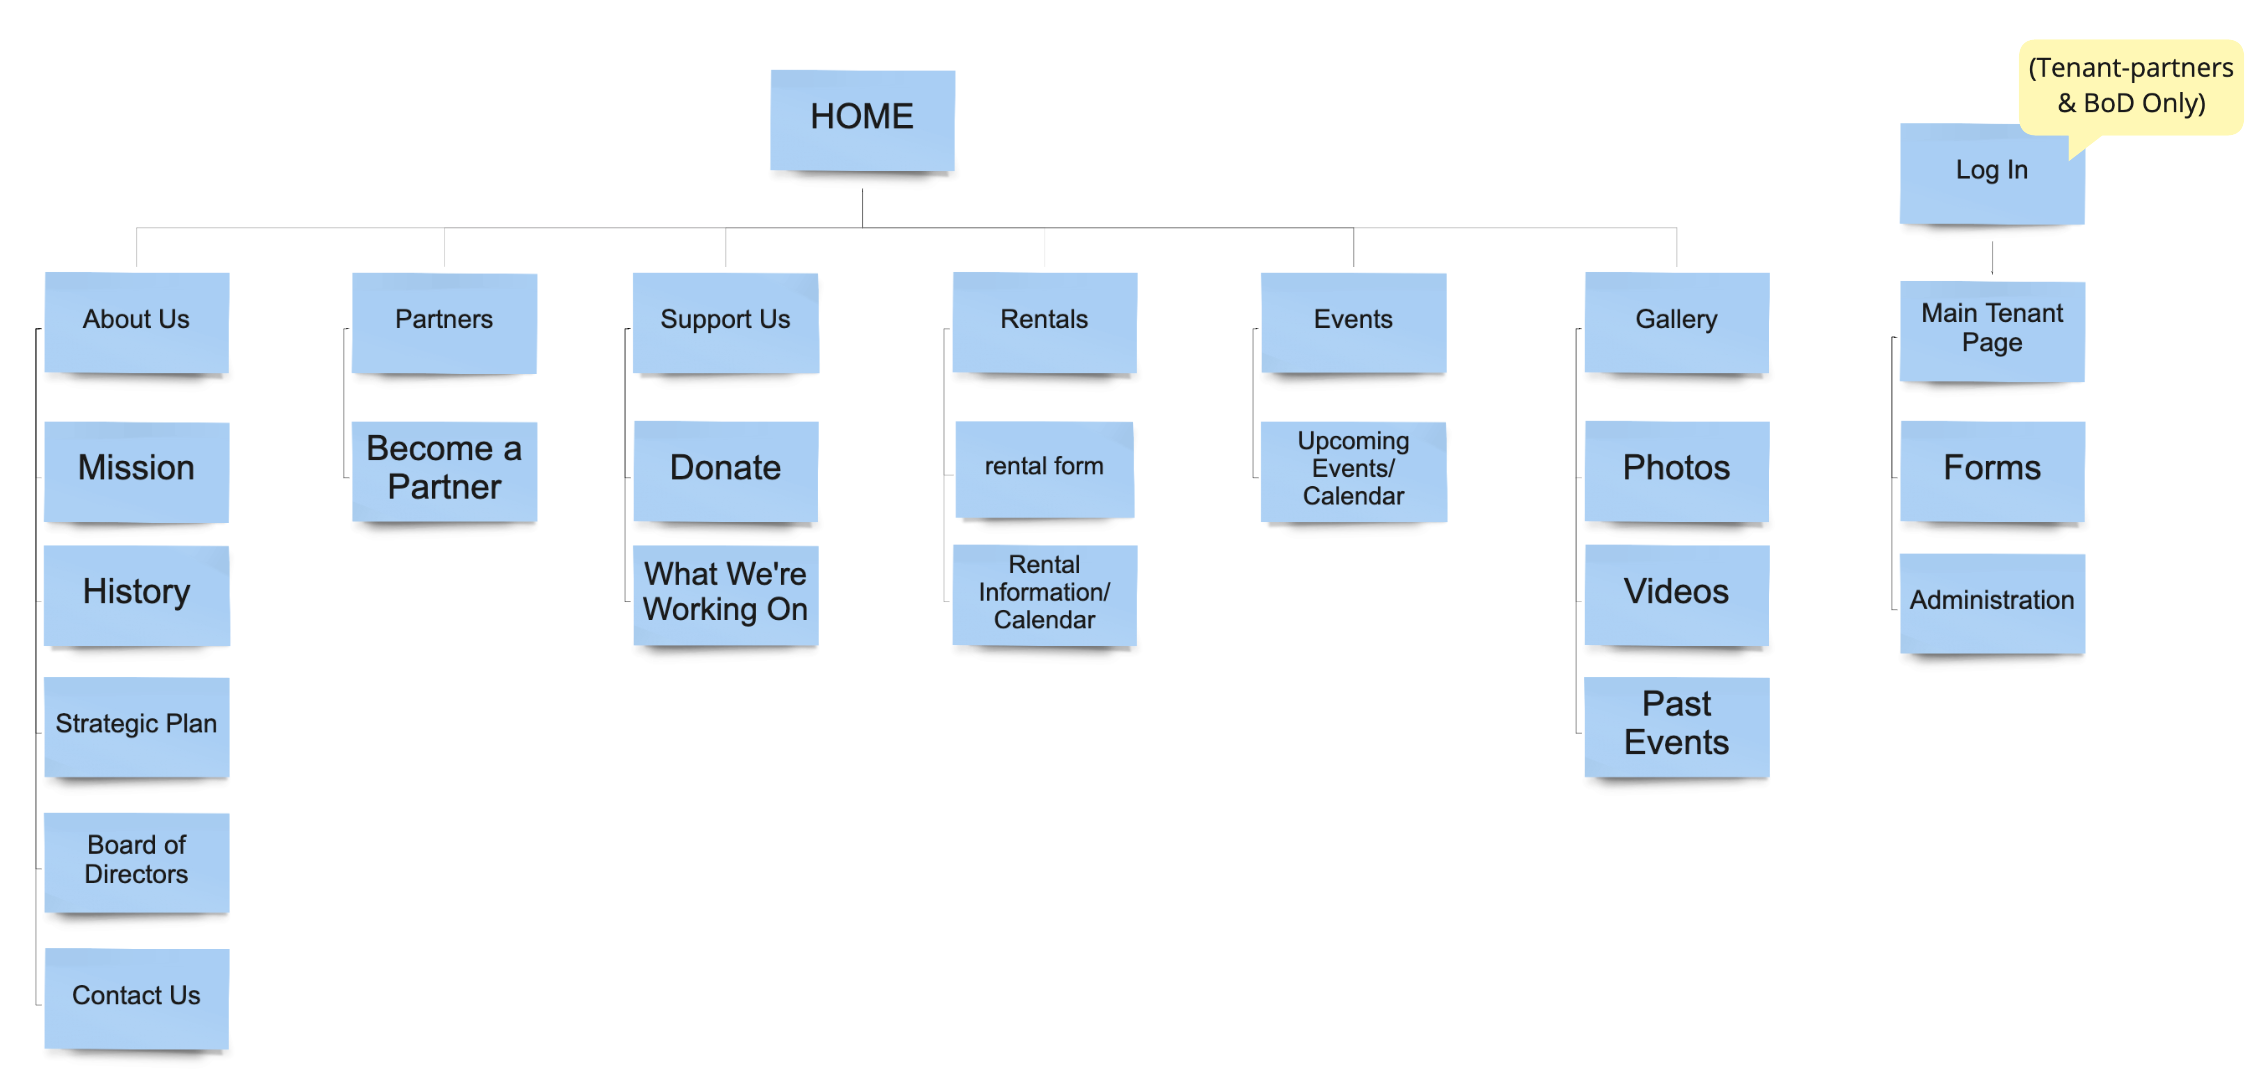 (Tenant-partners
& BoD Only)
HOME
Log In
About Us
Partners
Support Us
Rentals
Events
Gallery
Main Tenant
Page
Mission
Become a
Partner
Donate
rental form
Upcoming
Events/
Calendar
Photos
Forms
History
What We're
Working On
Rental
Information/
Calendar
Videos
Administration
Strategic Plan
Past
Events
Board of
Directors
Contact Us